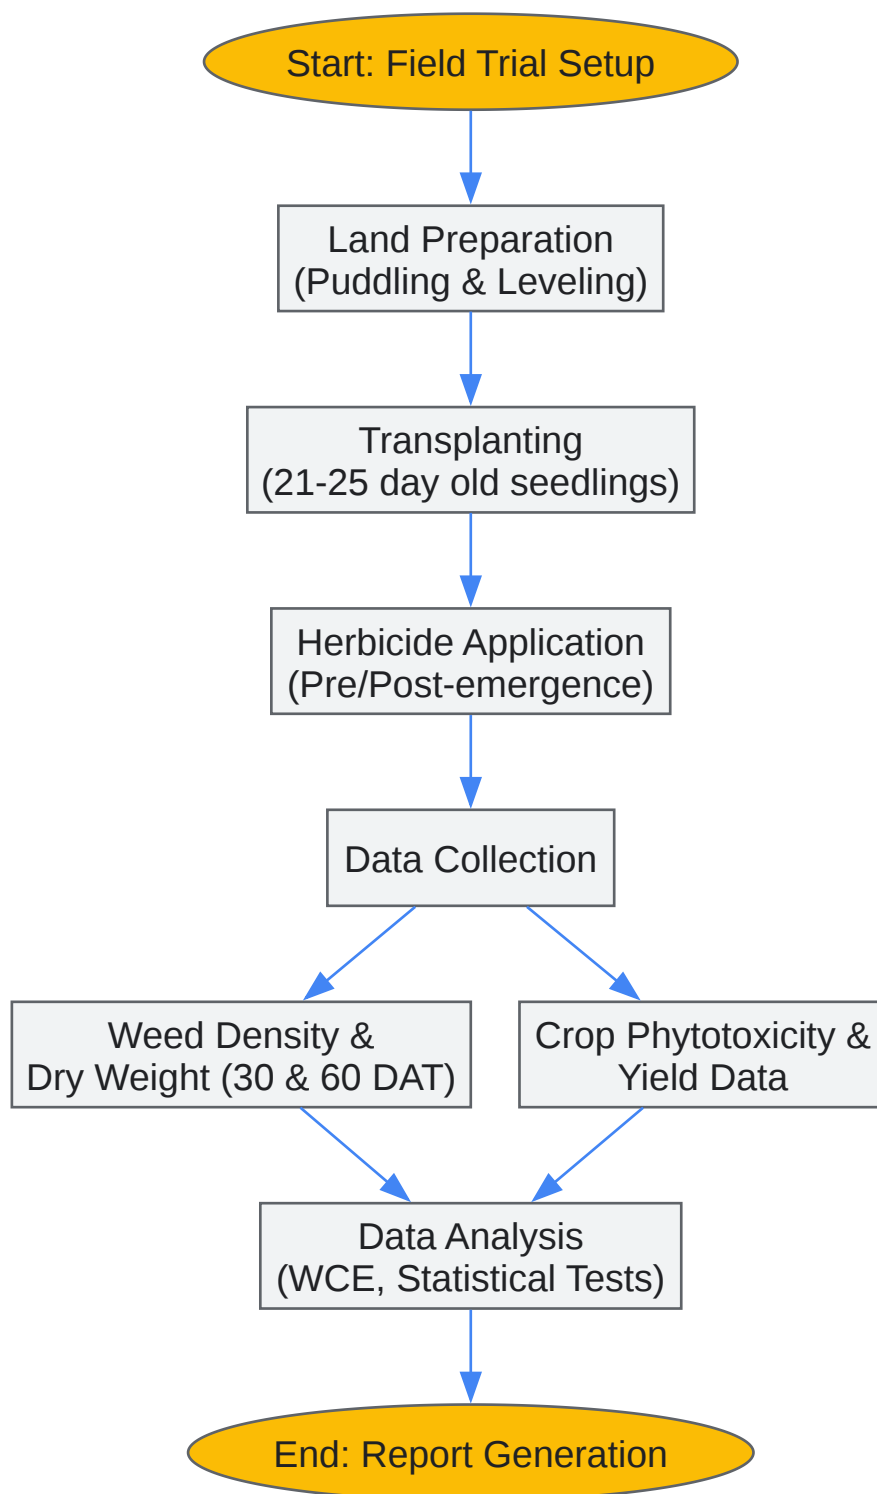 Start: Field Trial Setup
Land Preparation
(Puddling & Leveling)
Transplanting
(21-25 day old seedlings)
Herbicide Application
(Pre/Post-emergence)
Data Collection
Weed Density &
Dry Weight (30 & 60 DAT)
Crop Phytotoxicity &
Yield Data
Data Analysis
(WCE, Statistical Tests)
End: Report Generation